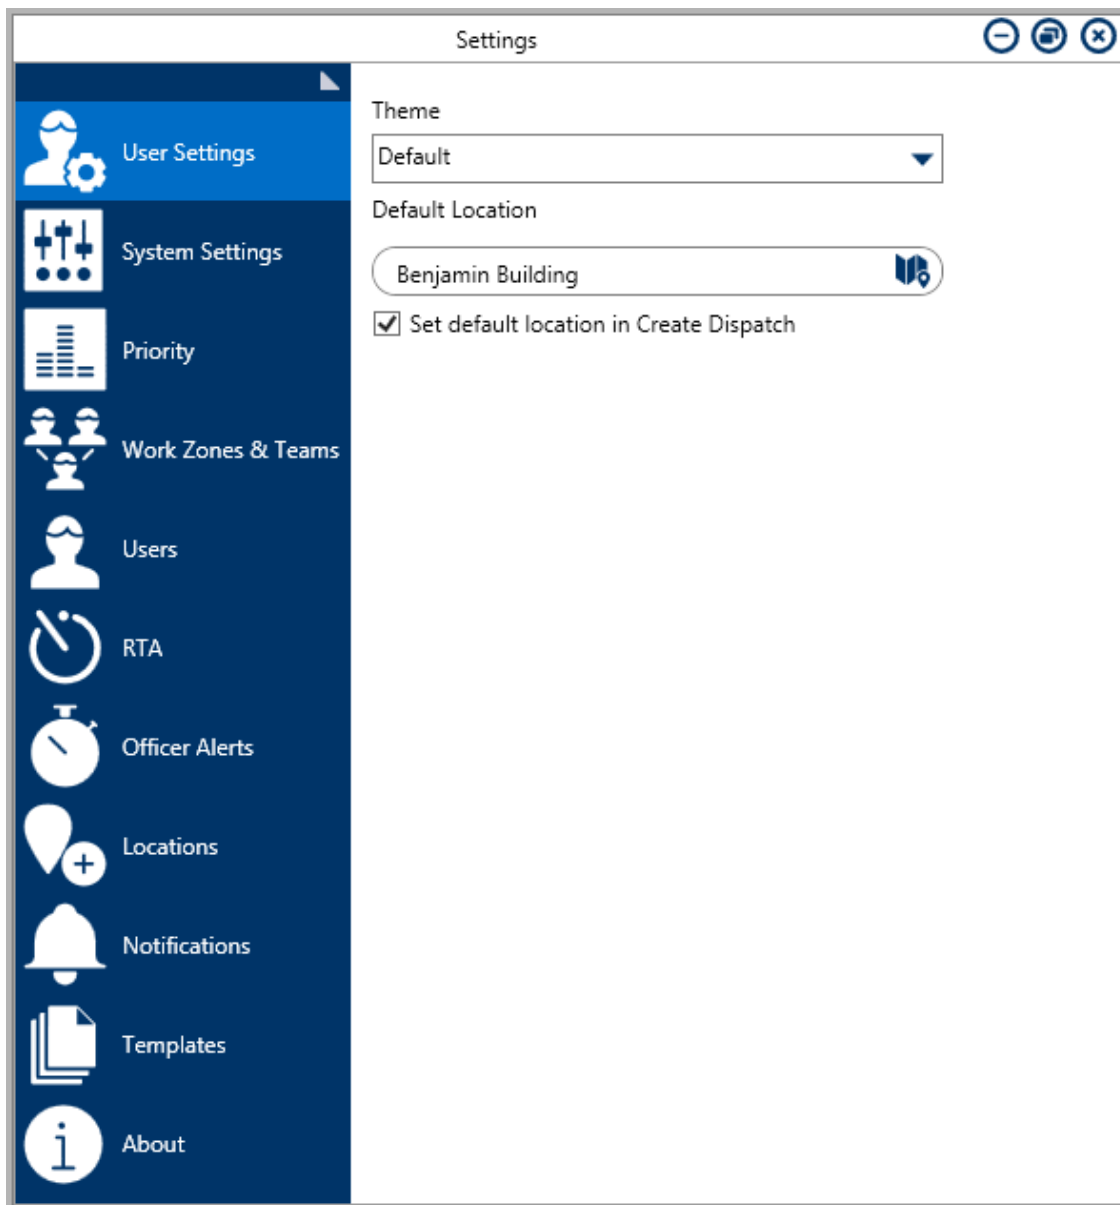 Settings
User Settings
System Settings
Priority
Work Zones & Teams
Users
RTA
Officer Alerts
Locations
Notifications
Templates
About
Theme
Default
Default Location
Benjamin Building
Set default location in Create Dispatch